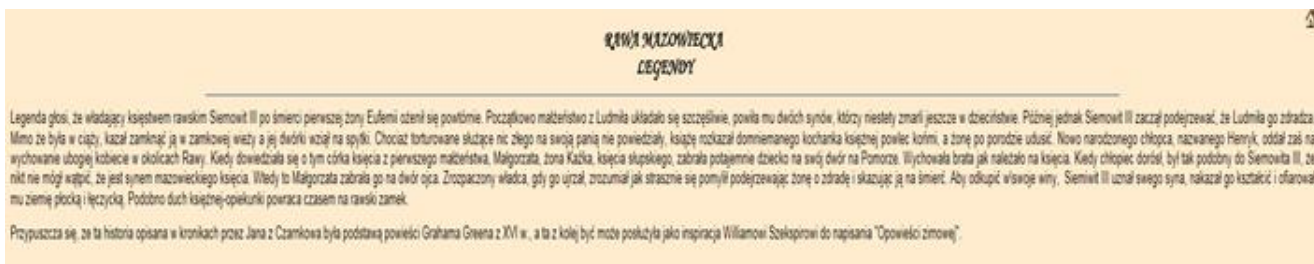 RAWA MAZOWIECKA
LEGENDY
Legenda głosi, że władający księstwem rawskim Siemowit III po śmierci pierwszej żony Eufemi ożenił się powtórnie. Początkowo małżeństwo z Ludmiła układało się szczęśliwie, powiła mu dwóch synów, którzy niestety zmarli jeszcze w dzieciństwie. Później jednak Siemowit III zaczął podejrzewać, że Ludmiła go zdradza
Mimo że była w ciąży, kazał zamknąć ją w zamkowej wieży a jej dwórki wziął na spytki. Chociaż torturowane służące nic złego na swoją panią nie powiedziały, książę rozkazał domniemanego kochanka księżnej powlec końmi, a żonę po porodzie udusić. Nowo narodzonego chłopca, nazwanego Henryk, oddał zaś na
wychowanie ubogiej kobiecie w okolicach Rawy. Kiedy dowiedziała się o tym córka księcia z pierwszego małżeństwa, Małgorzata, żona Kaźka, księcia słupskiego, zabrała potajemnie dziecko na swój dwór na Pomorze. Wychowała brata jak należało na księcia. Kiedy chłopiec dorósł, był tak podobny do Siemowita III, że
nikt nie mógł wątpić, że jest synem mazowieckiego księcia. Wtedy to Małgorzata zabrała go na dwór ojca. Zrozpaczony władca, gdy go ujrzał, zrozumiał jak strasznie się pomylił podejrzewając żonę o zdradę i skazując ją na śmierć. Aby odkupić w/swoje winy, Siemiwit III uznał swego syna, nakazał go kształcić i ofiarował
mu ziemię płocką i łęczycką. Podobno duch księżnej-opiekunki powraca czasem na rawski zamek.
Przypuszcza się, że ta historia opisana w kronikach przez Jana z Czarnkowa była podstawą powieści Grahama Greena z XVI w., a ta z kolej być może posłużyła jako inspiracja Wiliamowi Szekspirowi do napisania "Opowieści zimowej".